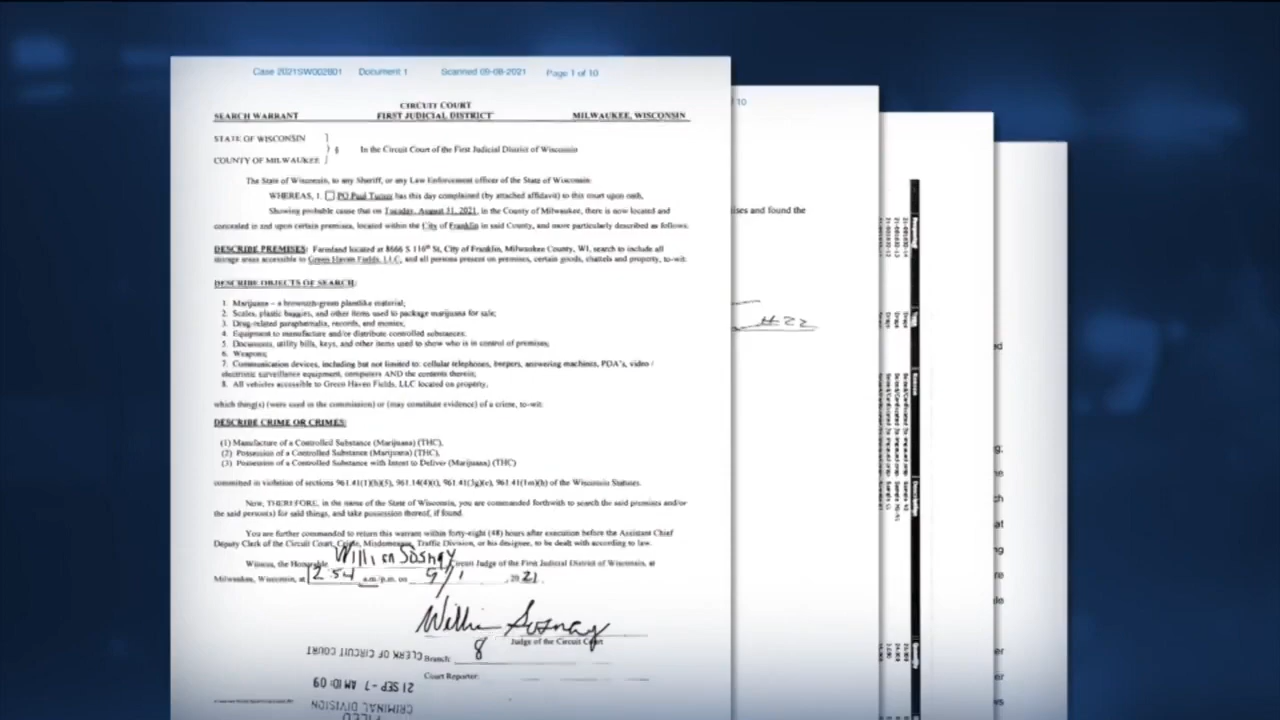 Case 2021SW002801 Document 1 Scanned 09-08-2021 Page 1 of 10
CIRCUIT COURT
SEARCH WARRANT FIRST JUDICIAL DISTRICT MILWAUKEE, WISCONSIN
STATE OF WISCONSIN }
} § In the Circuit Court of the First Judicial District of Wisconsin
COUNTY OF MILWAUKEE }
The State of Wisconsin, to any Sheriff, or any Law Enforcement officer of the State of Wisconsin:
WHEREAS, 1. ☐ PO Paul Turner has this day complained (by attached affidavit) to this court upon oath,
Showing probable cause that on Tuesday, August 31, 2021, in the County of Milwaukee, there is now located and
concealed in and upon certain premises, located within the City of Franklin in said County, and more particularly described as follows:
DESCRIBE PREMISES: Farmland located at 8666 S 116th St, City of Franklin, Milwaukee County, WI, search to include all
storage areas accessible to Green Haven Fields, LLC, and all persons present on premises, certain goods, chattels and property, to-wit:
DESCRIBE OBJECTS OF SEARCH:
1. Marijuana – a brownish-green plantlike material;
2. Scales, plastic baggies, and other items used to package marijuana for sale;
3. Drug-related paraphernalia, records, and monies,
4. Equipment to manufacture and/or distribute controlled substances;
5. Documents, utility bills, keys, and other items used to show who is in control of premises;
6. Weapons;
7. Communication devices, including but not limited to: cellular telephones, beepers, answering machines, PDA's, video /
electronic surveillance equipment, computers AND the contents therein;
8. All vehicles accessible to Green Haven Fields, LLC located on property,
which thing(s) (were used in the commission) or (may constitute evidence) of a crime, to-wit:
DESCRIBE CRIME OR CRIMES:
(1) Manufacture of a Controlled Substance (Marijuana) (THC),
(2) Possession of a Controlled Substance (Marijuana) (THC),
(3) Possession of a Controlled Substance with Intent to Deliver (Marijuana) (THC)
committed in violation of sections 961.41(1)(h)(5), 961.14(4)(t), 961.41(3g)(e), 961.41(1m)(h) of the Wisconsin Statutes.
Now, THEREFORE, in the name of the State of Wisconsin, you are commanded forthwith to search the said premises and/or
the said person(s) for said things, and take possession thereof, if found.
You are further commanded to return this warrant within forty-eight (48) hours after execution before the Assistant Chief
Deputy Clerk of the Circuit Court, Crime, Misdemeanor, Traffic Division, or his designee, to be dealt with according to law.
Witness, the Honorable William Sosnay Circuit Judge of the First Judicial District of Wisconsin, at
Milwaukee, Wisconsin, at 2:54 a.m./p.m. on 9/1, 2021.
William Sosnay
Judge of the Circuit Court
Branch: 8
Court Reporter:
CLERK OF CIRCUIT COURT
21 SEP -7 AM 10:09
CRIMINAL DIVISION
FILED
10
ises and found the
#22